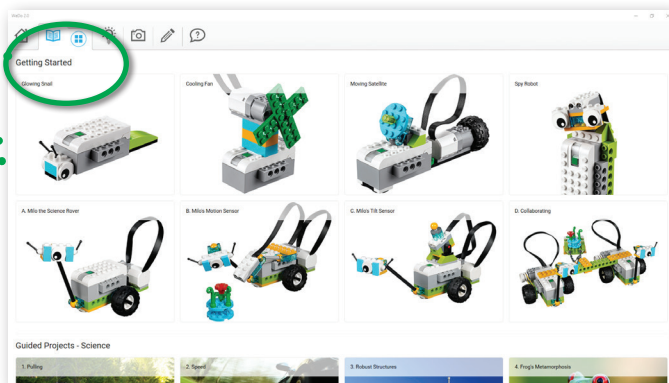 WeDo 2.0
Getting Started
Glowing Snail
Cooling Fan
Moving Satellite
Spy Robot
A. Milo the Science Rover
B. Milo's Motion Sensor
C. Milo's Tilt Sensor
D. Collaborating
Guided Projects - Science
1. Pulling
2. Speed
3. Robust Structures
4. Frog's Metamorphosis